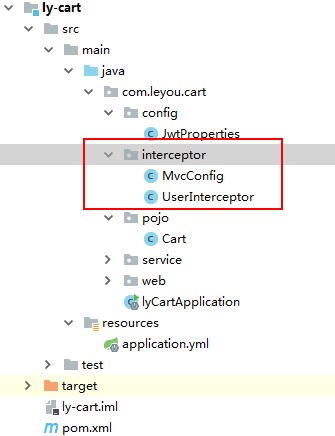 ly-cart
src
main
java
com.leyou.cart
config
JwtProperties
interceptor
MvcConfig
UserInterceptor
pojo
Cart
service
web
lyCartApplication
resources
application.yml
test
target
ly-cart.iml
pom.xml